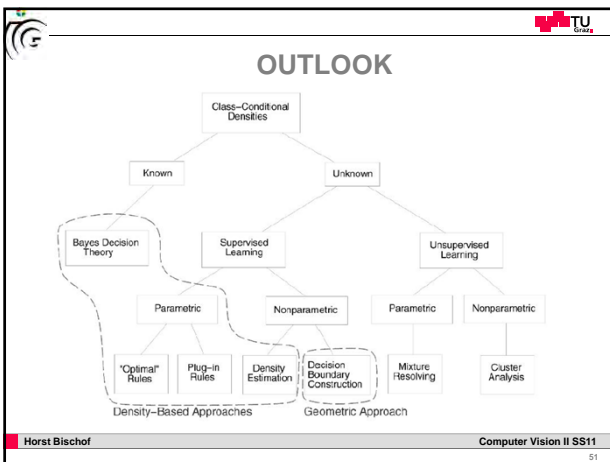 TU
Graz
OUTLOOK
Class–Conditional
Densities
Known
Unknown
Bayes Decision
Theory
Supervised
Learning
Unsupervised
Learning
Parametric
Nonparametric
Parametric
Nonparametric
"Optimal"
Rules
Plug–in
Rules
Density
Estimation
Decision
Boundary
Construction
Mixture
Resolving
Cluster
Analysis
Density–Based Approaches
Geometric Approach
Horst Bischof
Computer Vision II SS11
51